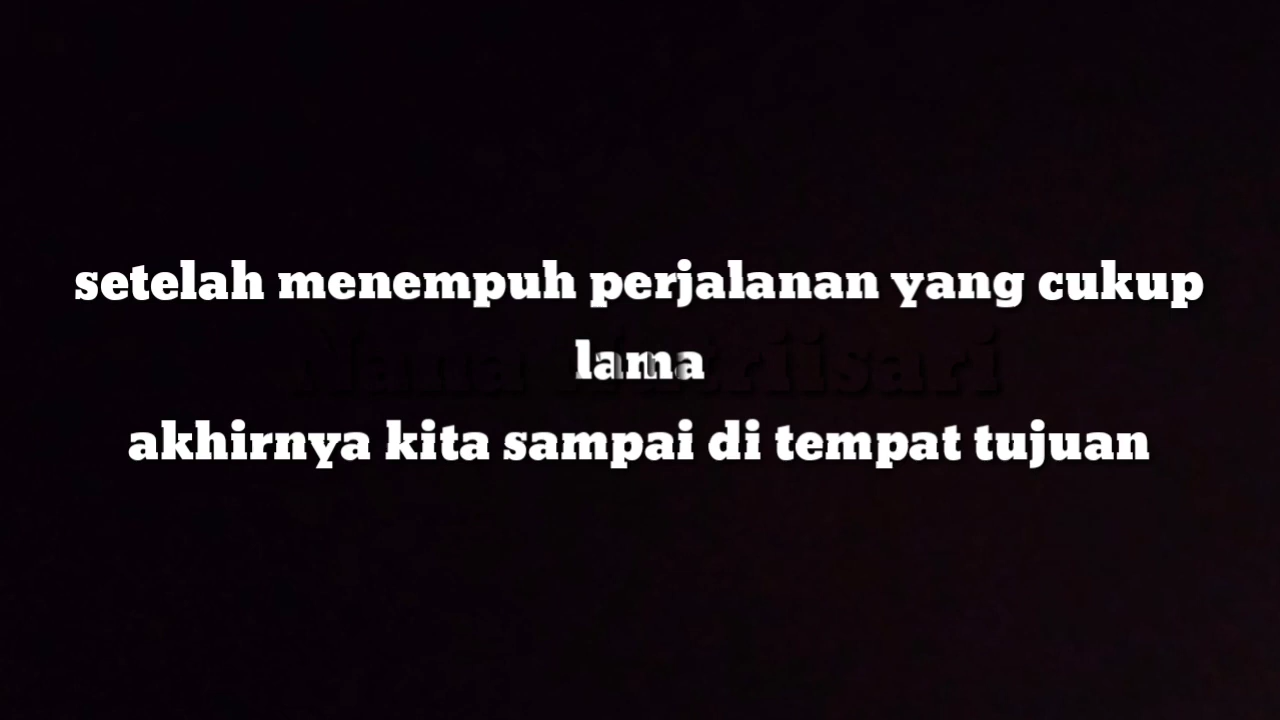 setelah menempuh perjalanan yang cukup
lama
akhirnya kita sampai di tempat tujuan